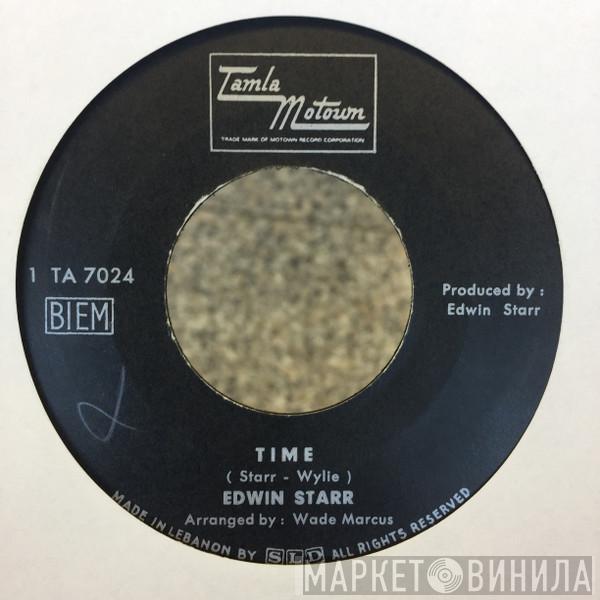 Tamla
Motown
TRADE MARK OF MOTOWN RECORD CORPORATION
1 TA 7024
BIEM
Produced by :
Edwin Starr
TIME
( Starr - Wylie )
EDWIN STARR
Arranged by : Wade Marcus
MADE IN LEBANON BY SLD ALL RIGHTS RESERVED
МАРКЕТ ВИНИЛА